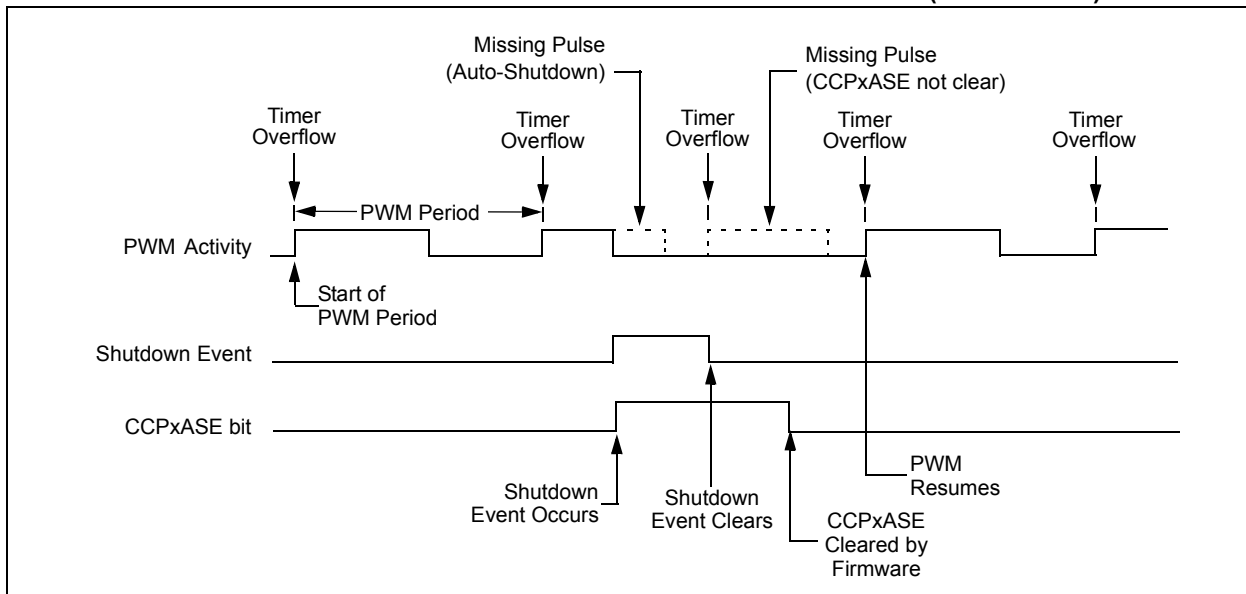 Missing Pulse
(Auto-Shutdown)
Missing Pulse
(CCPxASE not clear)
Timer
Overflow
Timer
Overflow
Timer
Overflow
Timer
Overflow
Timer
Overflow
PWM Period
PWM Activity
Start of
PWM Period
Shutdown Event
CCPxASE bit
Shutdown
Event Occurs
Shutdown
Event Clears
CCPxASE
Cleared by
Firmware
PWM
Resumes